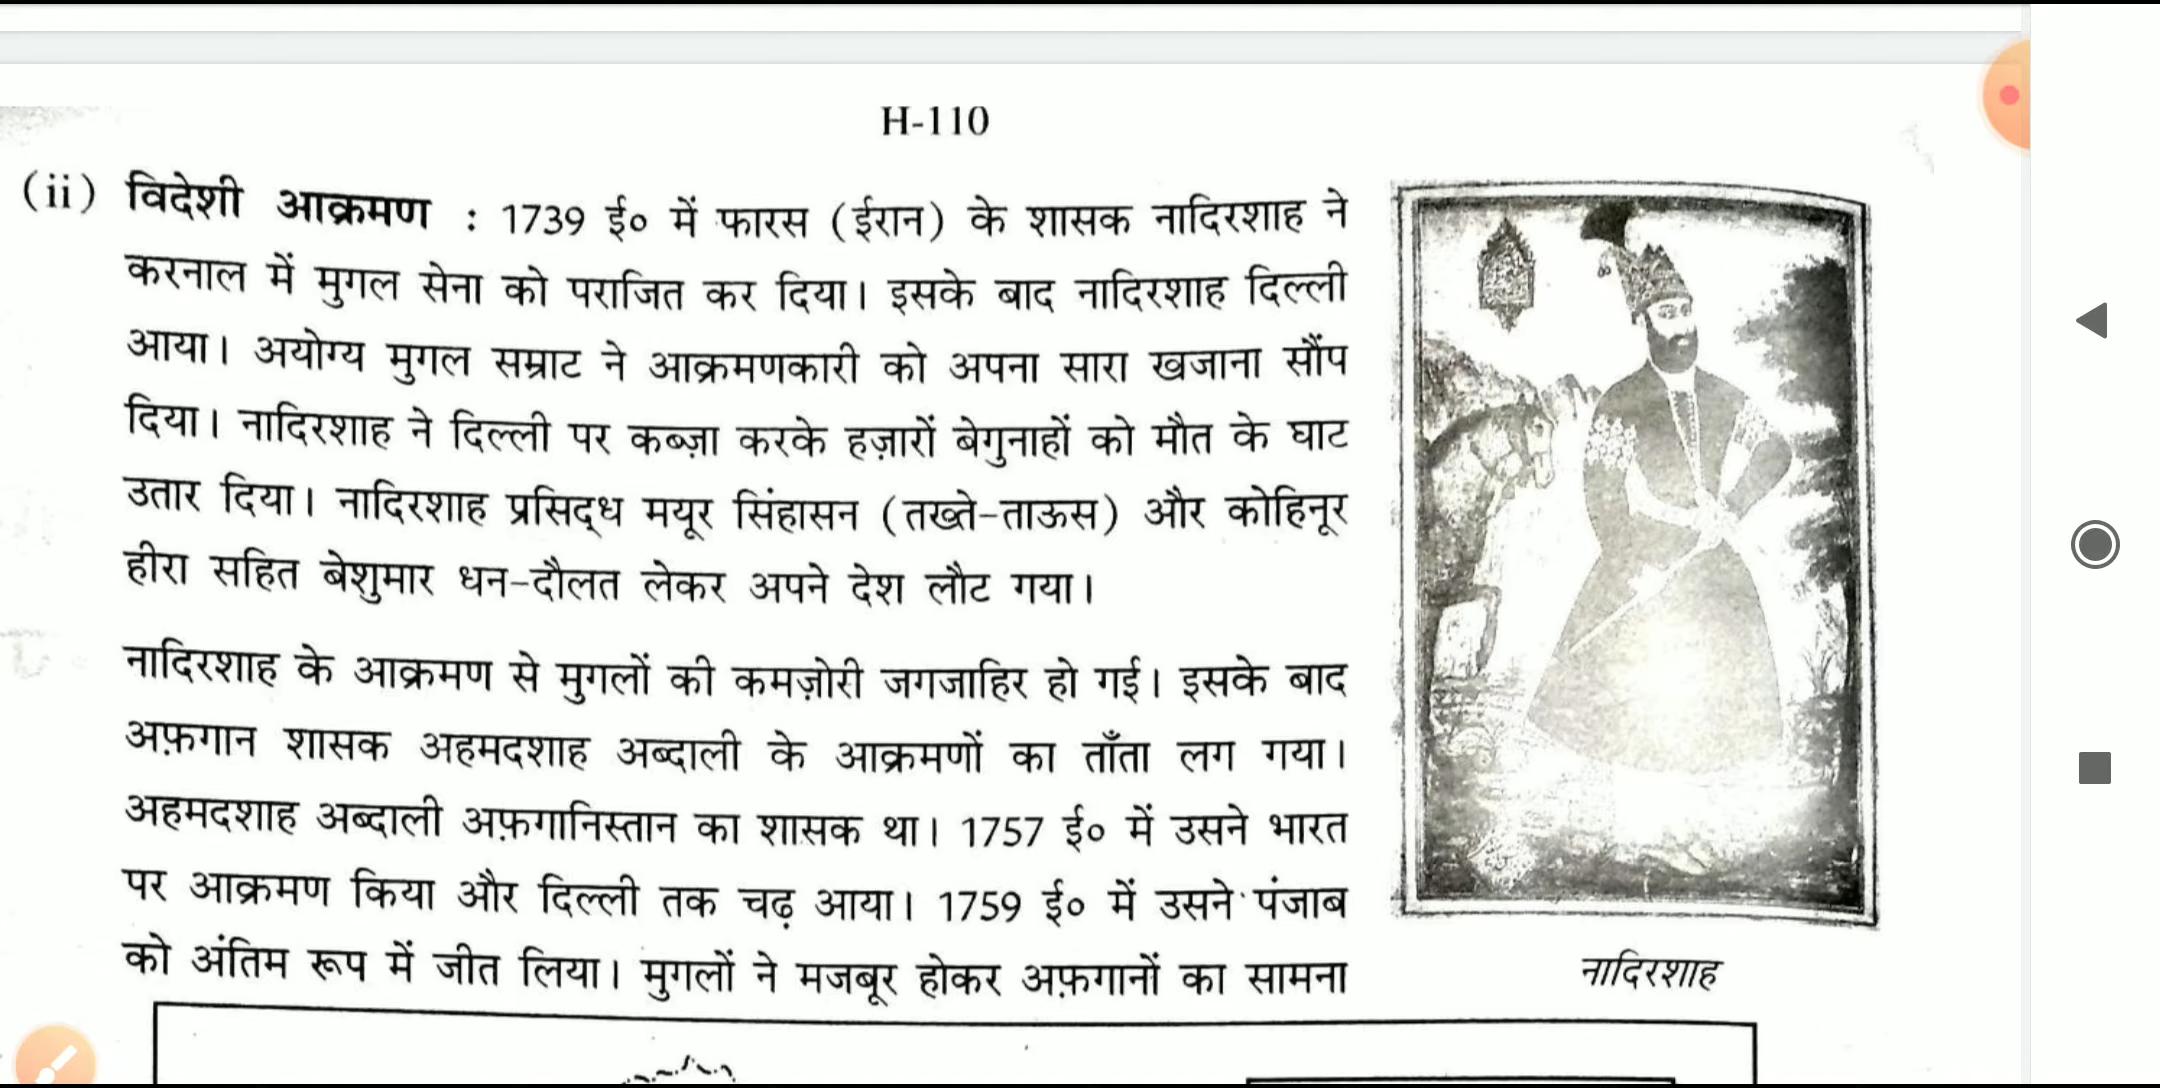 H-110
(ii) विदेशी आक्रमण : 1739 ई० में फारस (ईरान) के शासक नादिरशाह ने
करनाल में मुगल सेना को पराजित कर दिया। इसके बाद नादिरशाह दिल्ली
आया। अयोग्य मुगल सम्राट ने आक्रमणकारी को अपना सारा खजाना सौंप
दिया। नादिरशाह ने दिल्ली पर कब्ज़ा करके हज़ारों बेगुनाहों को मौत के घाट
उतार दिया। नादिरशाह प्रसिद्ध मयूर सिंहासन (तख्ते-ताऊस) और कोहिनूर
हीरा सहित बेशुमार धन-दौलत लेकर अपने देश लौट गया।
नादिरशाह के आक्रमण से मुगलों की कमज़ोरी जगजाहिर हो गई। इसके बाद
अफ़गान शासक अहमदशाह अब्दाली के आक्रमणों का ताँता लग गया।
अहमदशाह अब्दाली अफ़गानिस्तान का शासक था। 1757 ई० में उसने भारत
पर आक्रमण किया और दिल्ली तक चढ़ आया। 1759 ई० में उसने पंजाब
को अंतिम रूप में जीत लिया। मुगलों ने मजबूर होकर अफ़गानों का सामना
नादिरशाह